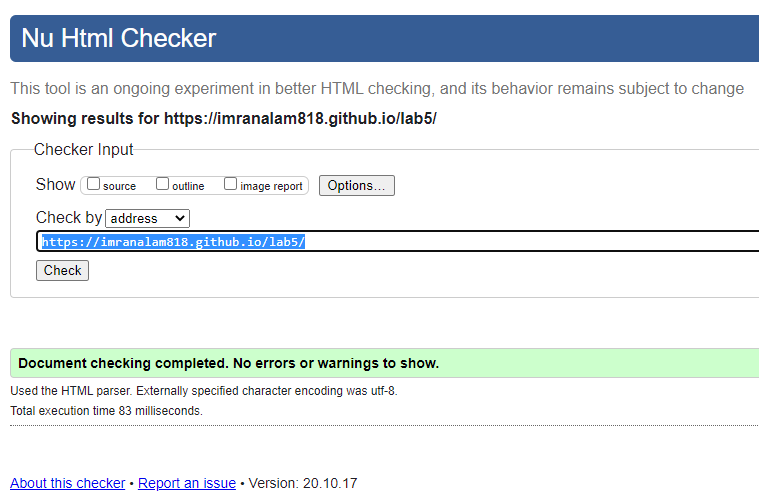 Nu Html Checker
This tool is an ongoing experiment in better HTML checking, and its behavior remains subject to change
Showing results for https://imranalam818.github.io/lab5/
Checker Input
Show source outline image report Options...
Check by address
https://imranalam818.github.io/lab5/
Check
Document checking completed. No errors or warnings to show.
Used the HTML parser. Externally specified character encoding was utf-8.
Total execution time 83 milliseconds.
About this checker • Report an issue • Version: 20.10.17